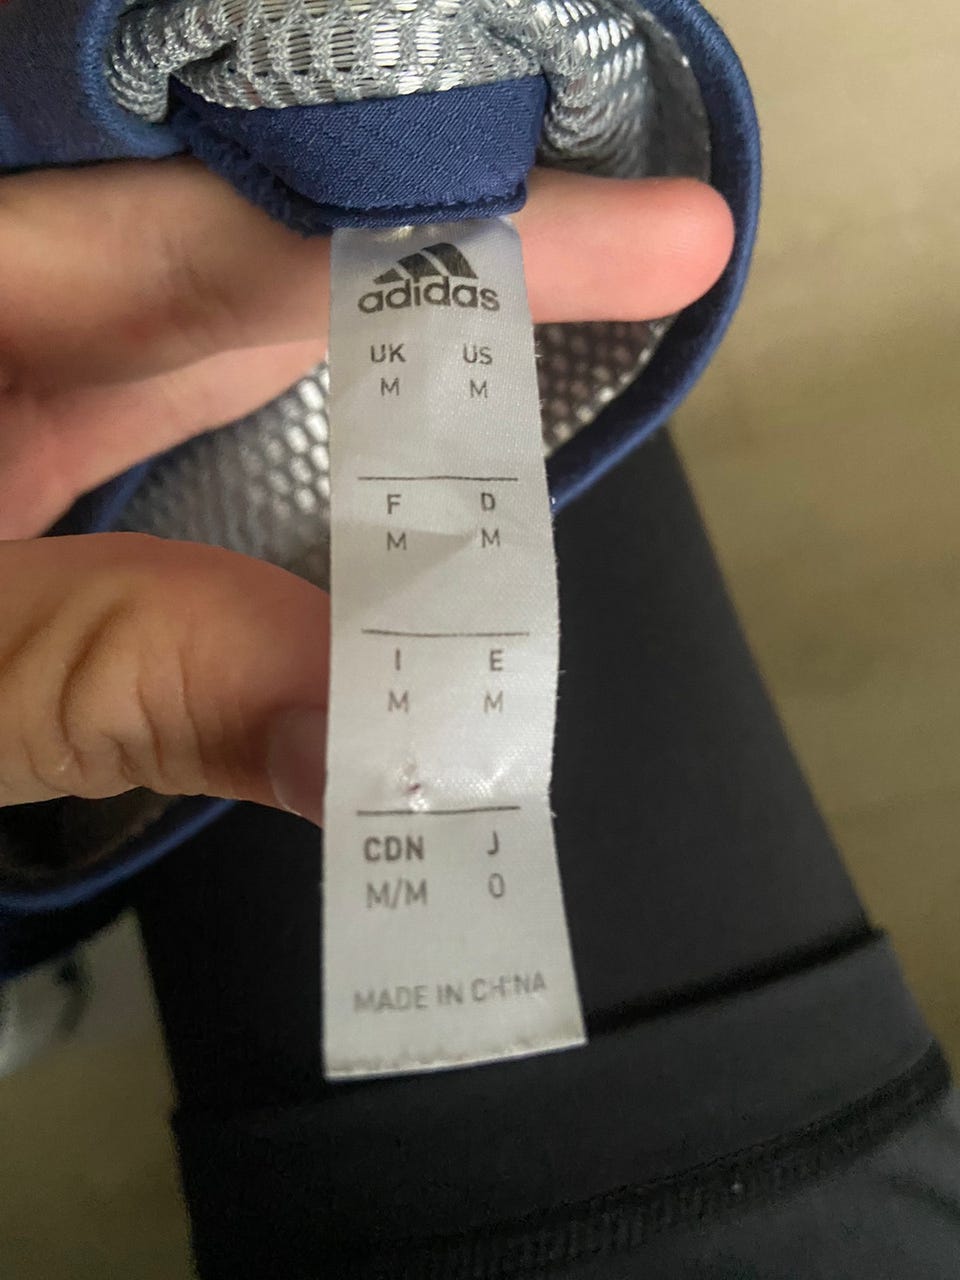 adidas
UK US
M M
F D
M M
I E
M M
CDN J
M/M O
MADE IN CHINA